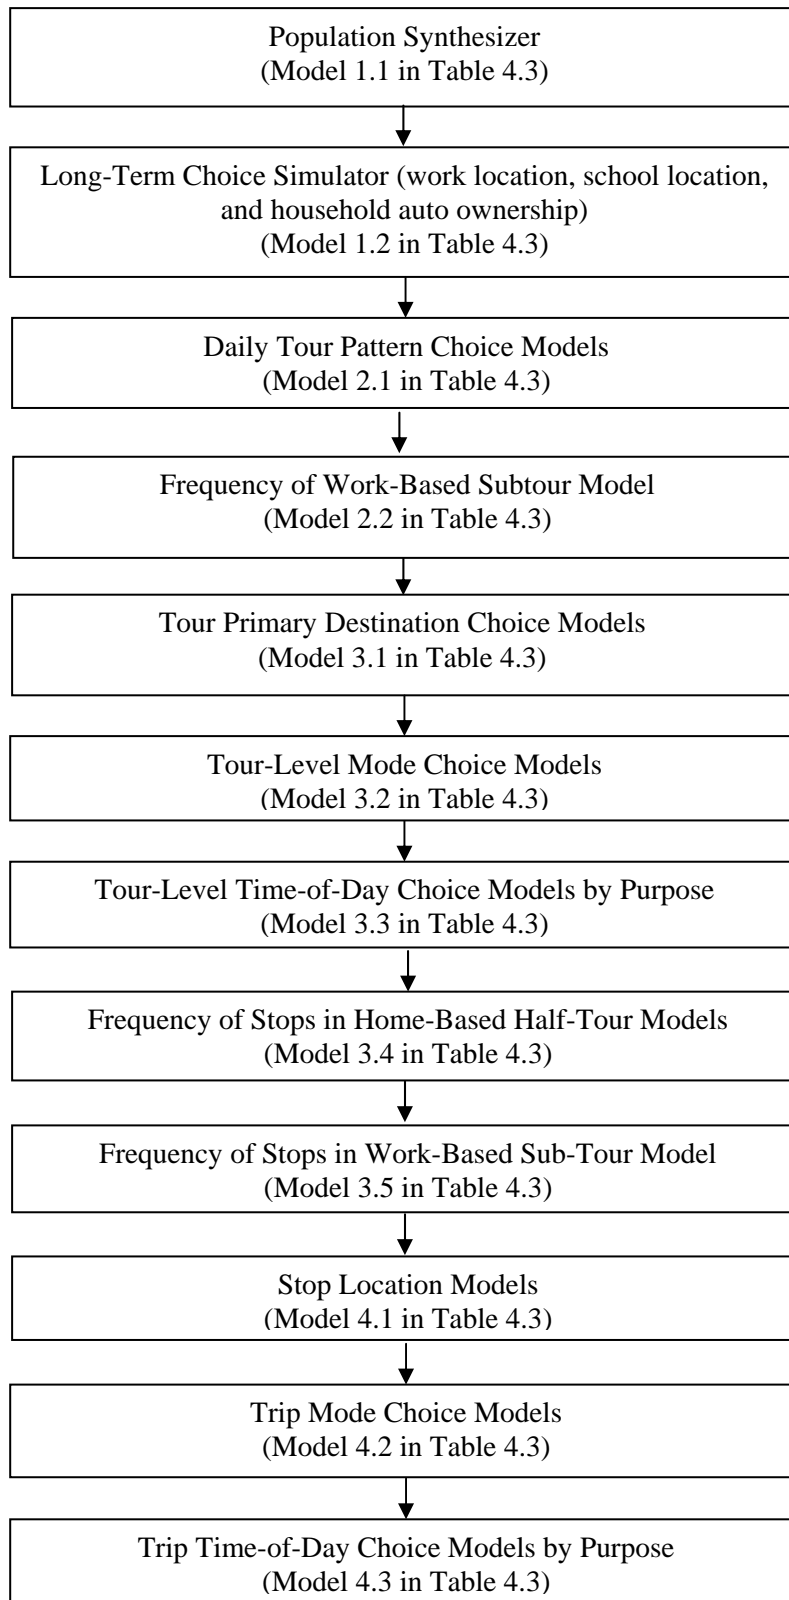 Population Synthesizer
(Model 1.1 in Table 4.3)
Long-Term Choice Simulator (work location, school location,
and household auto ownership)
(Model 1.2 in Table 4.3)
Daily Tour Pattern Choice Models
(Model 2.1 in Table 4.3)
Frequency of Work-Based Subtour Model
(Model 2.2 in Table 4.3)
Tour Primary Destination Choice Models
(Model 3.1 in Table 4.3)
Tour-Level Mode Choice Models
(Model 3.2 in Table 4.3)
Tour-Level Time-of-Day Choice Models by Purpose
(Model 3.3 in Table 4.3)
Frequency of Stops in Home-Based Half-Tour Models
(Model 3.4 in Table 4.3)
Frequency of Stops in Work-Based Sub-Tour Model
(Model 3.5 in Table 4.3)
Stop Location Models
(Model 4.1 in Table 4.3)
Trip Mode Choice Models
(Model 4.2 in Table 4.3)
Trip Time-of-Day Choice Models by Purpose
(Model 4.3 in Table 4.3)